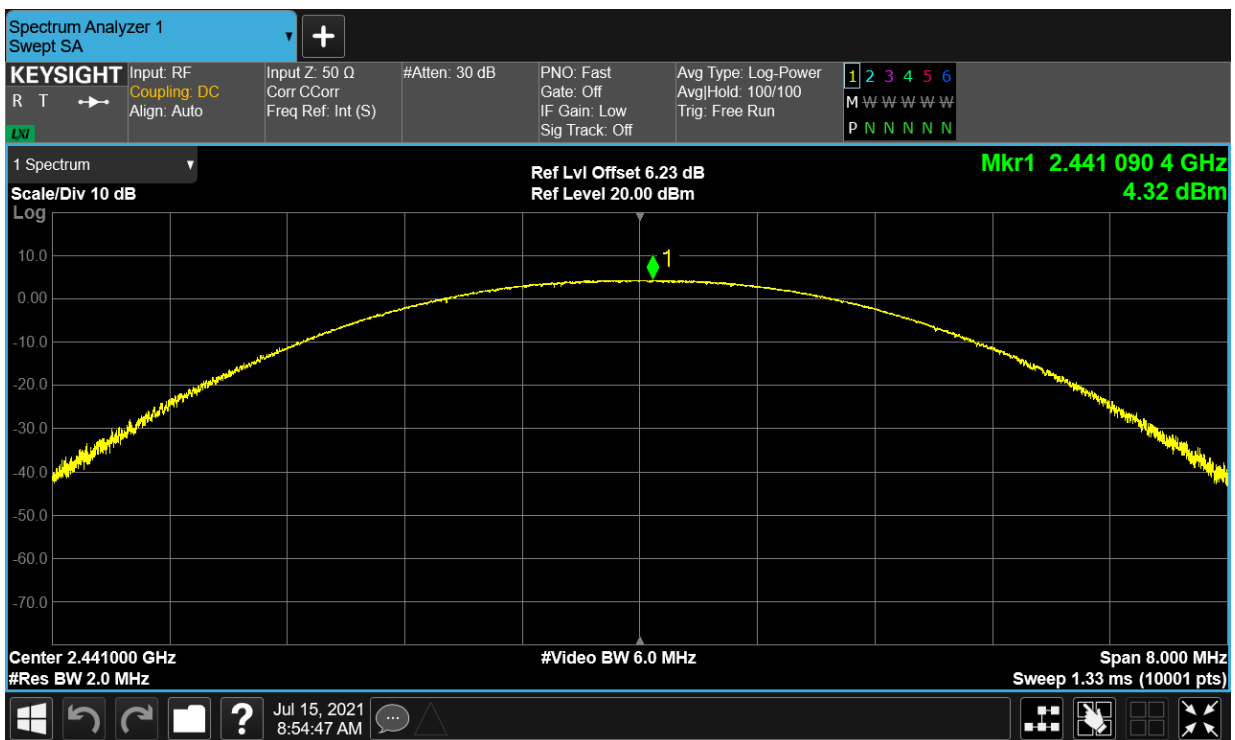 Spectrum Analyzer 1
Swept SA
KEYSIGHT
R T
LXI
Input: RF
Coupling: DC
Align: Auto
Input Z: 50 Ω
Corr CCorr
Freq Ref: Int (S)
#Atten: 30 dB
PNO: Fast
Gate: Off
IF Gain: Low
Sig Track: Off
Avg Type: Log-Power
Avg|Hold: 100/100
Trig: Free Run
1 2 3 4 5 6
M W W W W W
P N N N N N
1 Spectrum
Scale/Div 10 dB
Ref Lvl Offset 6.23 dB
Ref Level 20.00 dBm
Mkr1 2.441 090 4 GHz
4.32 dBm
Log
10.0
0.00
-10.0
-20.0
-30.0
-40.0
-50.0
-60.0
-70.0
1
Center 2.441000 GHz
#Res BW 2.0 MHz
#Video BW 6.0 MHz
Span 8.000 MHz
Sweep 1.33 ms (10001 pts)
?
Jul 15, 2021
8:54:47 AM